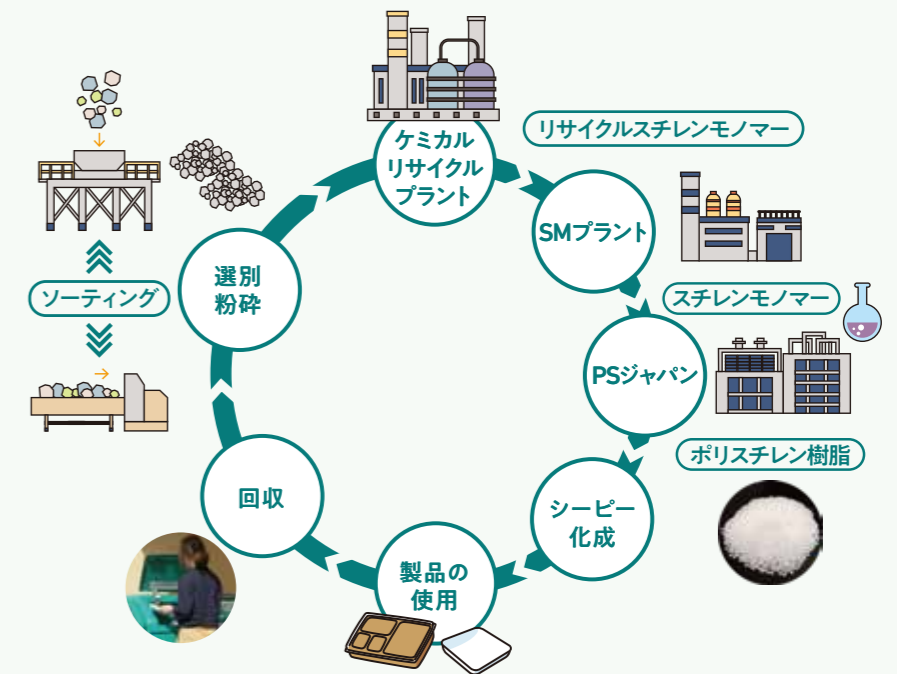 ケミカル
リサイクル
プラント
リサイクルスチレンモノマー
SMプラント
スチレンモノマー
PSジャパン
ポリスチレン樹脂
シーピー
化成
製品の
使用
回収
選別
粉砕
ソーティング